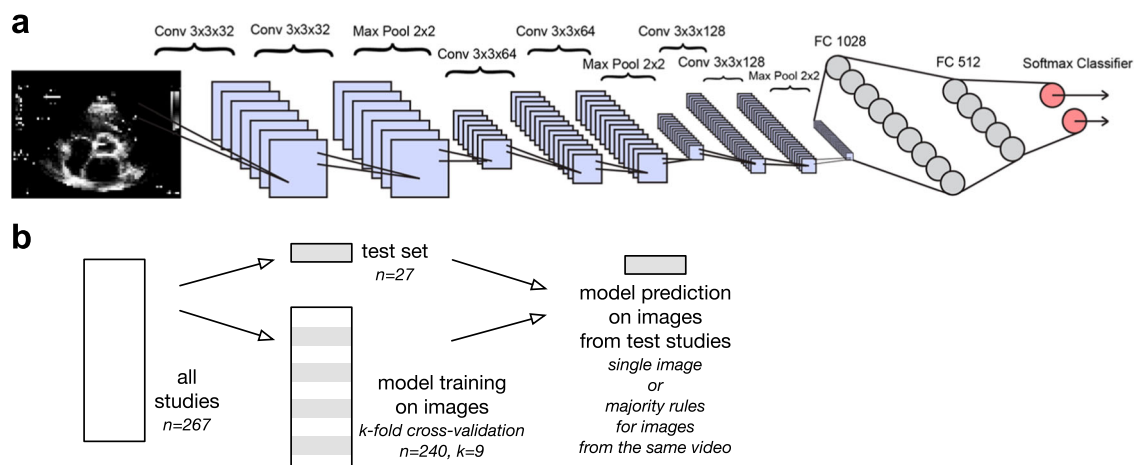 a
Conv 3x3x32
Conv 3x3x32
Max Pool 2x2
Conv 3x3x64
Conv 3x3x64
Max Pool 2x2
Conv 3x3x128
Conv 3x3x128
Max Pool 2x2
FC 1028
FC 512
Softmax Classifier
b
all
studies
n=267
test set
n=27
model training
on images
k-fold cross-validation
n=240, k=9
model prediction
on images
from test studies
single image
or
majority rules
for images
from the same video